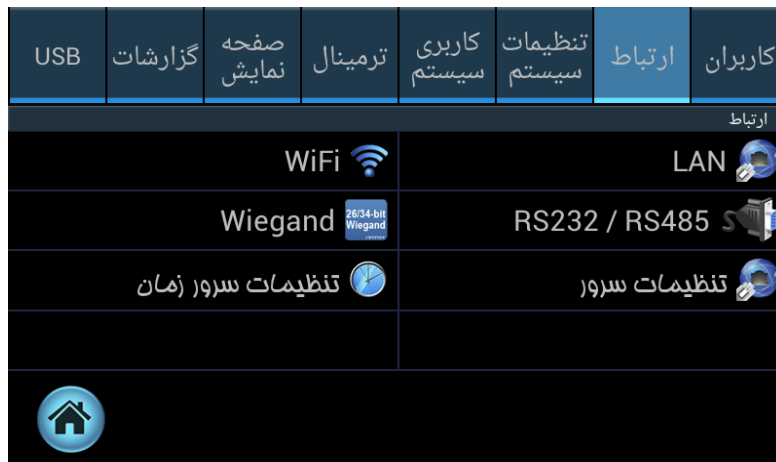 کاربران
ارتباط
تنظیمات
سیستم
کاربری
سیستم
ترمینال
صفحه
نمایش
گزارشات
USB
ارتباط
LAN
WiFi
RS232 / RS485
26/34-bit
Wiegand
Wiegand
تنظیمات سرور
تنظیمات سرور زمان